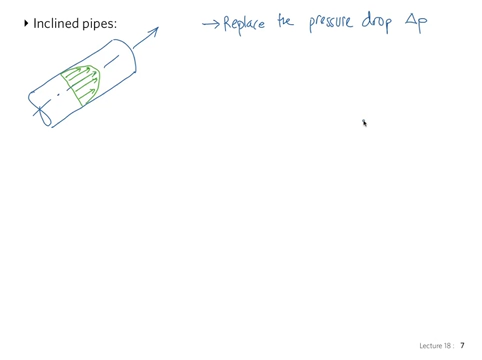 Inclined pipes:
→ Replace the pressure drop Δp
Lecture 18 : 7